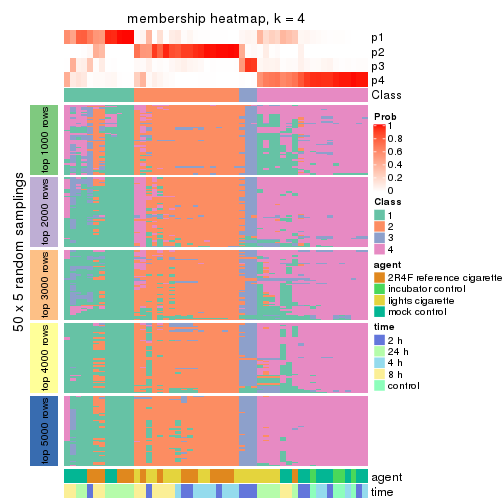 membership heatmap, k = 4
p1
p2
p3
p4
Class
50 x 5 random samplings
top 1000 rows
top 2000 rows
top 3000 rows
top 4000 rows
top 5000 rows
agent
time
Prob
1
0.8
0.6
0.4
0.2
0
Class
1
2
3
4
agent
2R4F reference cigarette
incubator control
lights cigarette
mock control
time
2 h
24 h
4 h
8 h
control